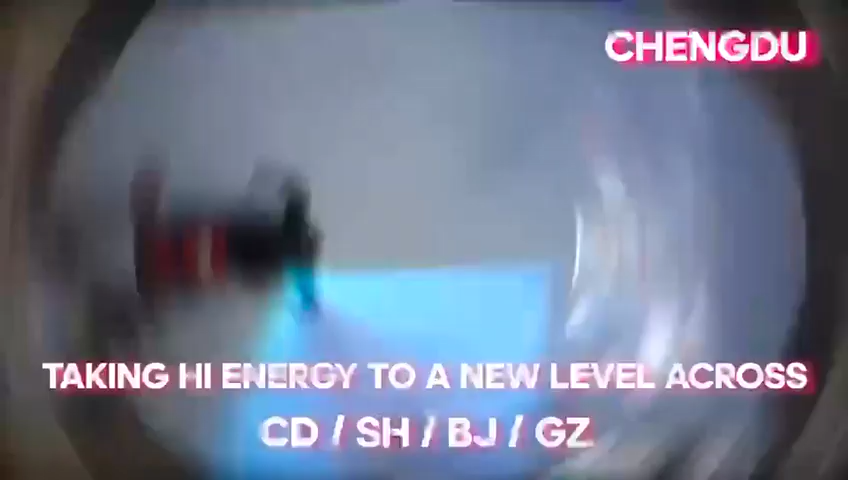 CHENGDU
TAKING HI ENERGY TO A NEW LEVEL ACROSS
CD / SH / BJ / GZ